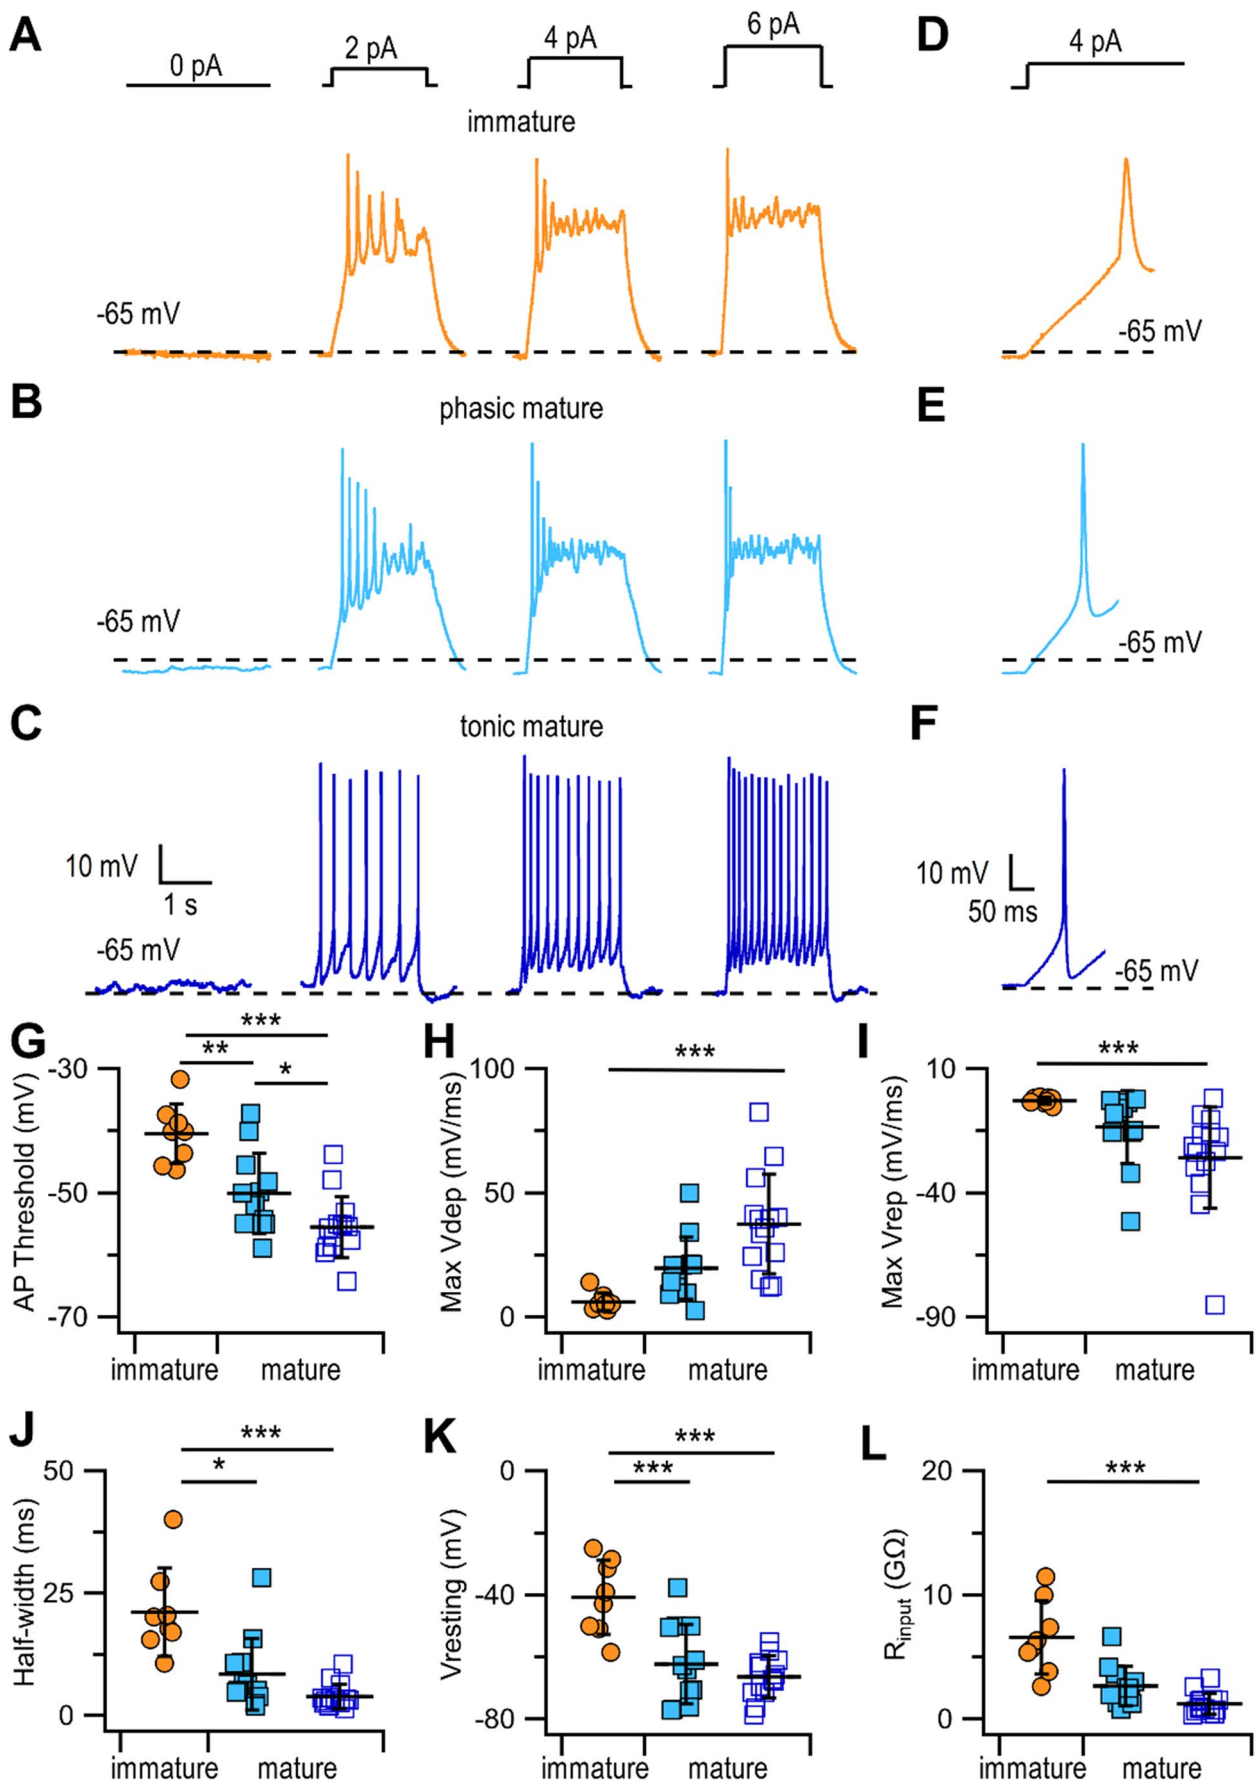 A
0 pA
2 pA
4 pA
6 pA
immature
-65 mV
D
4 pA
-65 mV
B
phasic mature
-65 mV
E
-65 mV
C
tonic mature
10 mV
1 s
-65 mV
F
10 mV
50 ms
-65 mV
G
***
**
*
AP Threshold (mV)
-30
-50
-70
immature mature
H
***
Max Vdep (mV/ms)
100
50
0
immature mature
I
***
Max Vrep (mV/ms)
10
-40
-90
immature mature
J
***
*
Half-width (ms)
50
25
0
immature mature
K
***
***
Vresting (mV)
0
-40
-80
immature mature
L
***
Rinput (GΩ)
20
10
0
immature mature